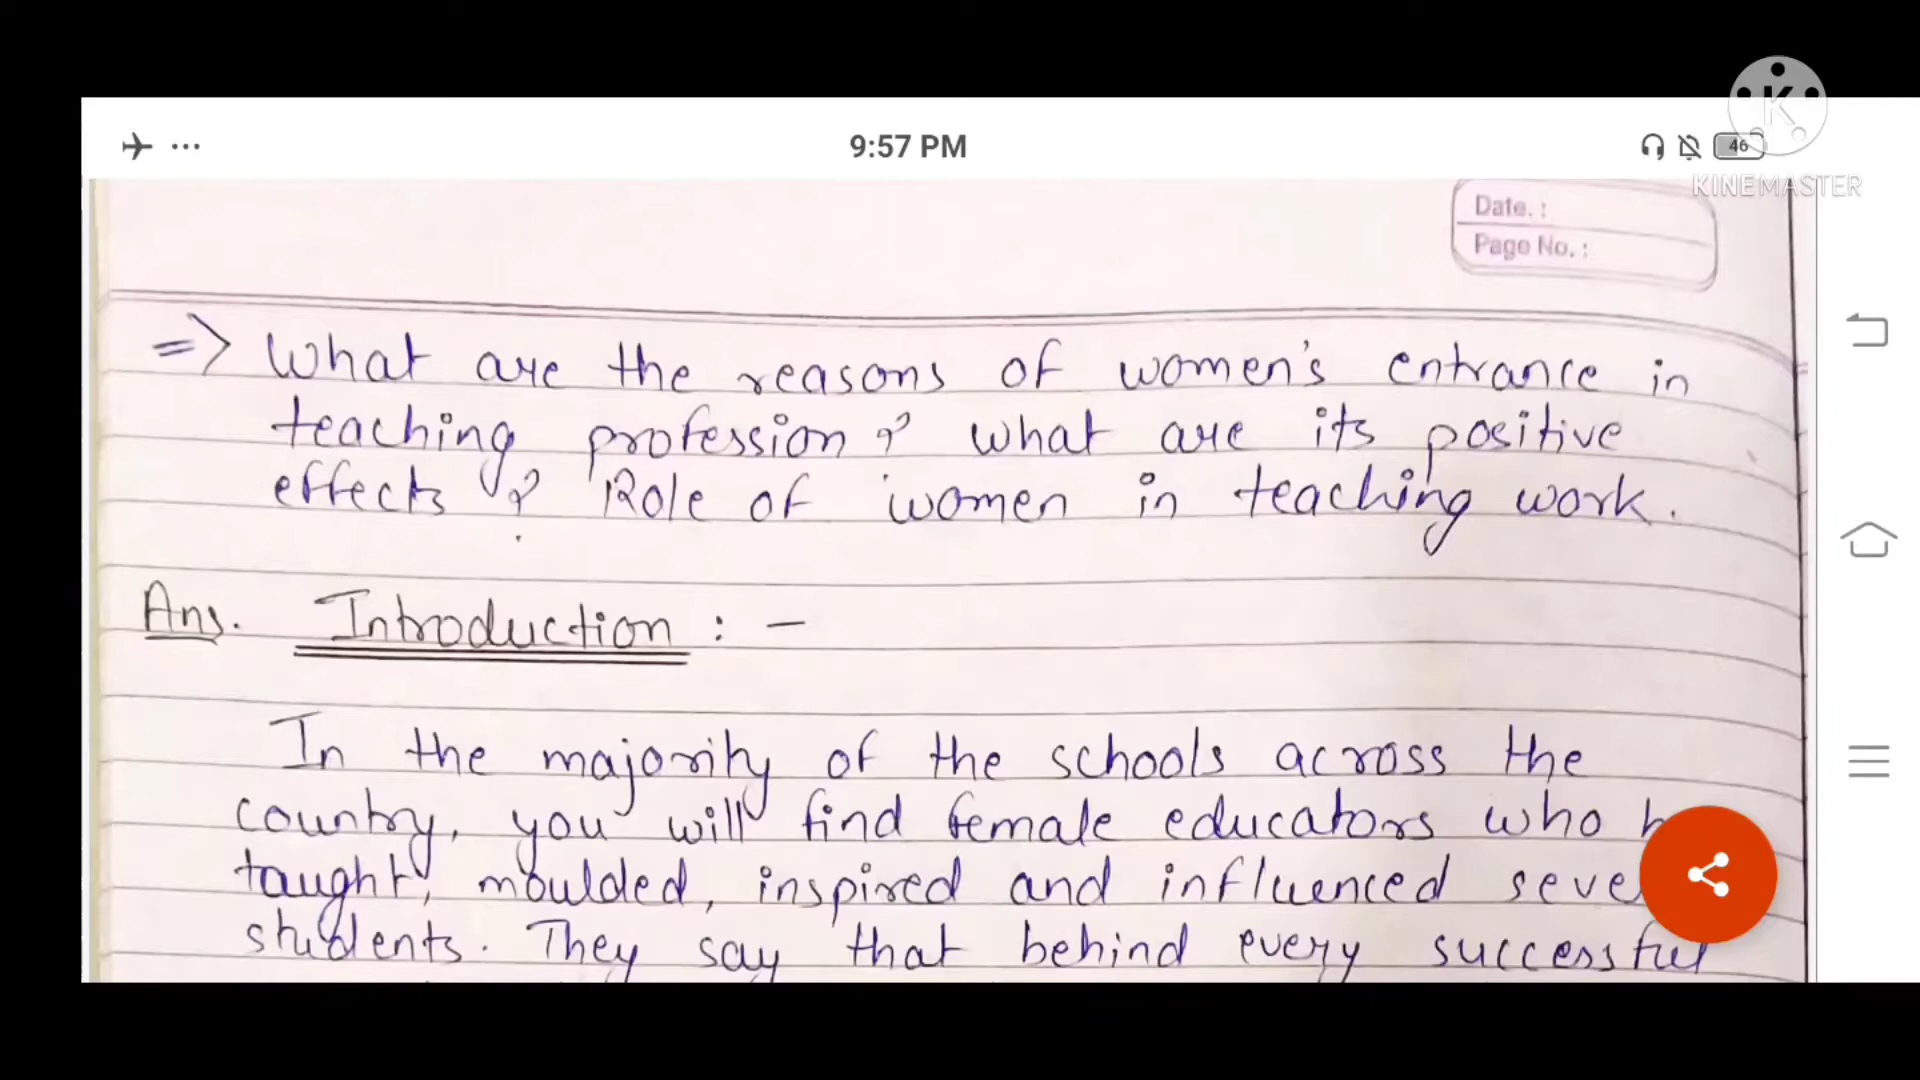 9:57 PM
46
K
KINEMASTER
Date. :
Page No. :
=> What are the reasons of women's entrance in
teaching profession? what are its positive
effects? Role of women in teaching work.
Ans. Introduction : -
In the majority of the schools across the
country, you will find female educators who
taught, moulded, inspired and influenced
students. They say that behind every successful